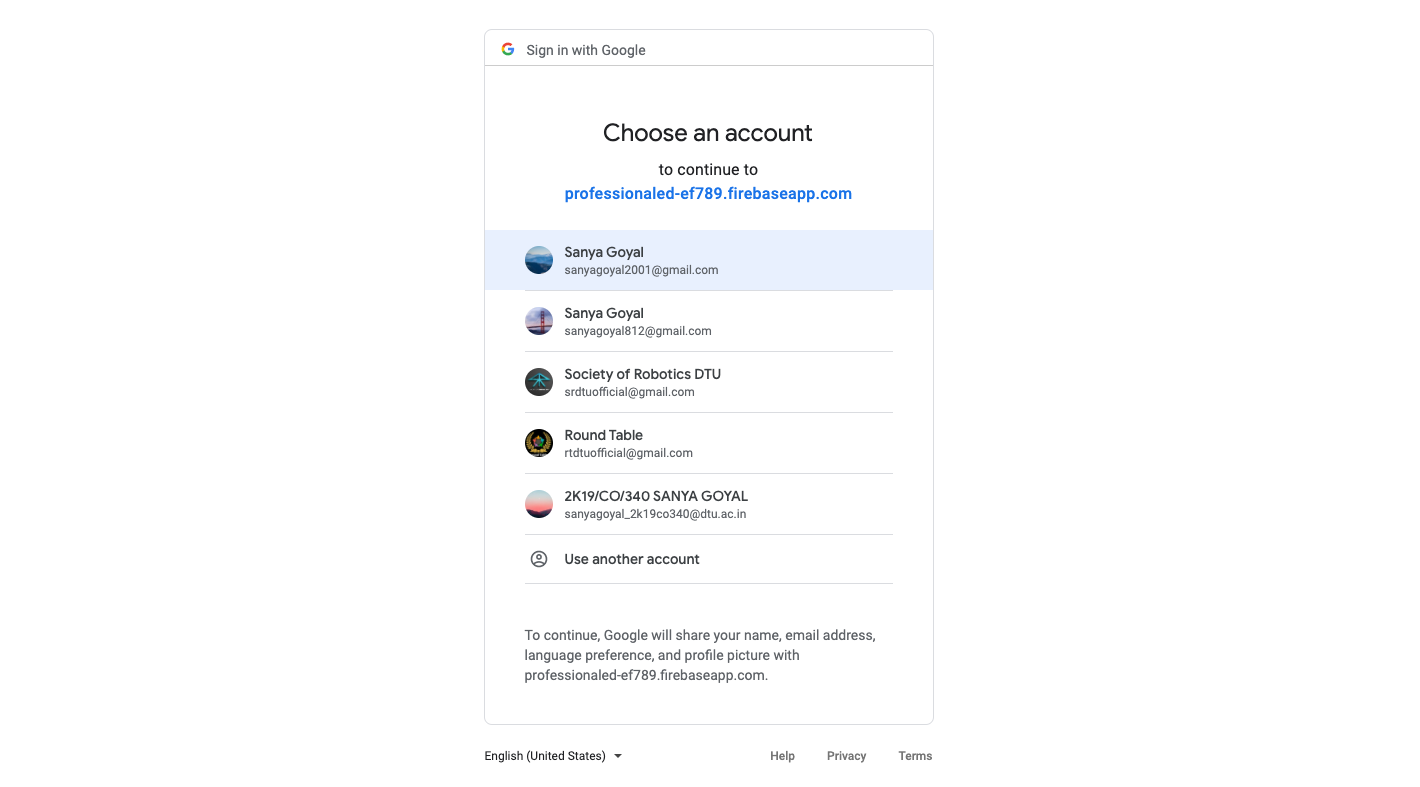 Sign in with Google
Choose an account
to continue to
professionaled-ef789.firebaseapp.com
Sanya Goyal
sanyagoyal2001@gmail.com
Sanya Goyal
sanyagoyal812@gmail.com
Society of Robotics DTU
srdtuofficial@gmail.com
Round Table
rtdtuofficial@gmail.com
2K19/CO/340 SANYA GOYAL
sanyagoyal_2k19co340@dtu.ac.in
Use another account
To continue, Google will share your name, email address,
language preference, and profile picture with
professionaled-ef789.firebaseapp.com.
English (United States) Help Privacy Terms